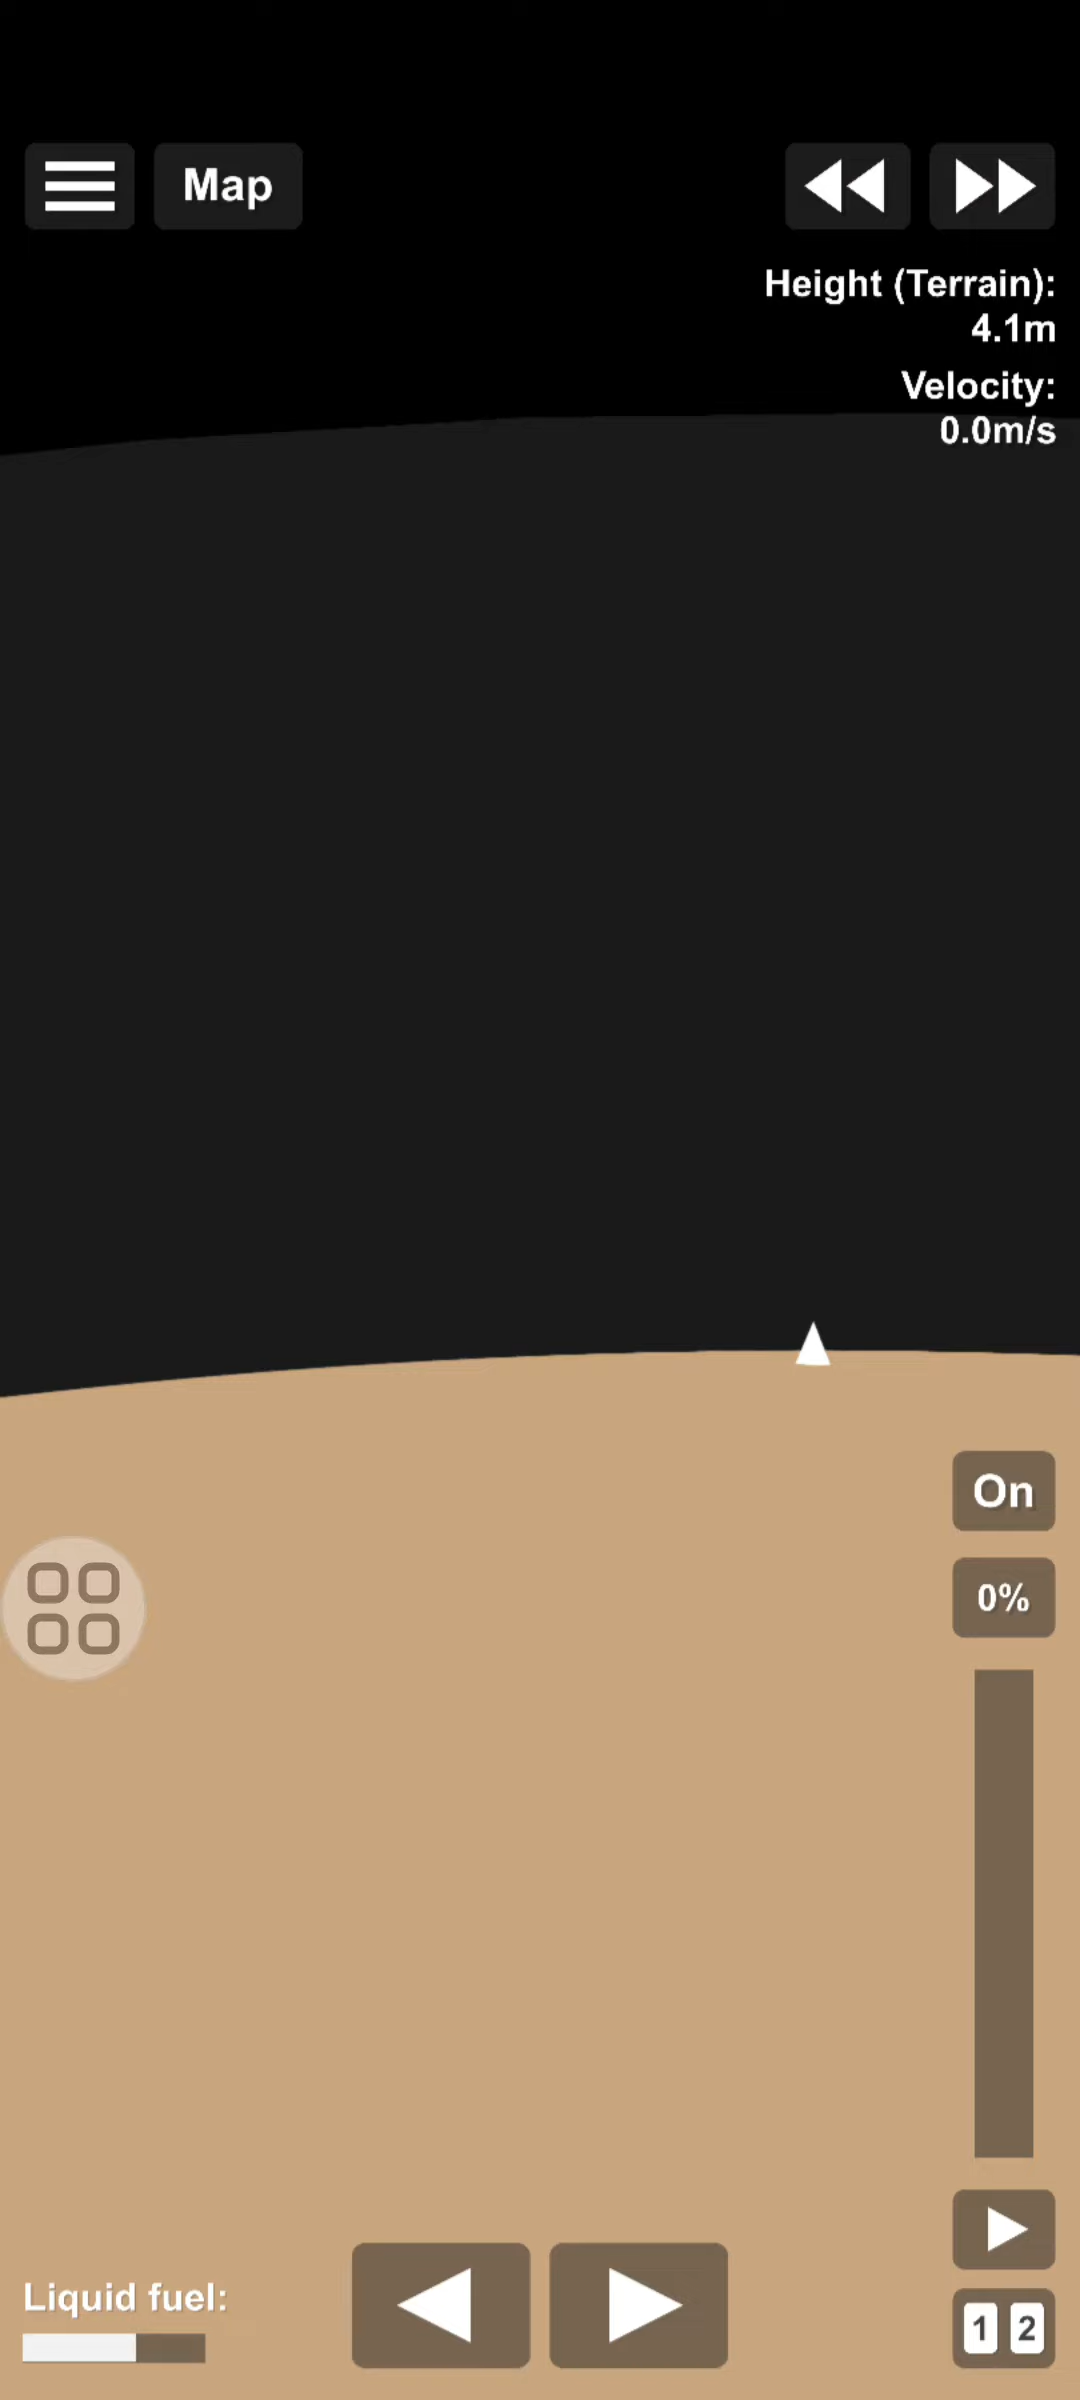 Map
Height (Terrain):
4.1m
Velocity:
0.0m/s
On
0%
Liquid fuel:
1 2